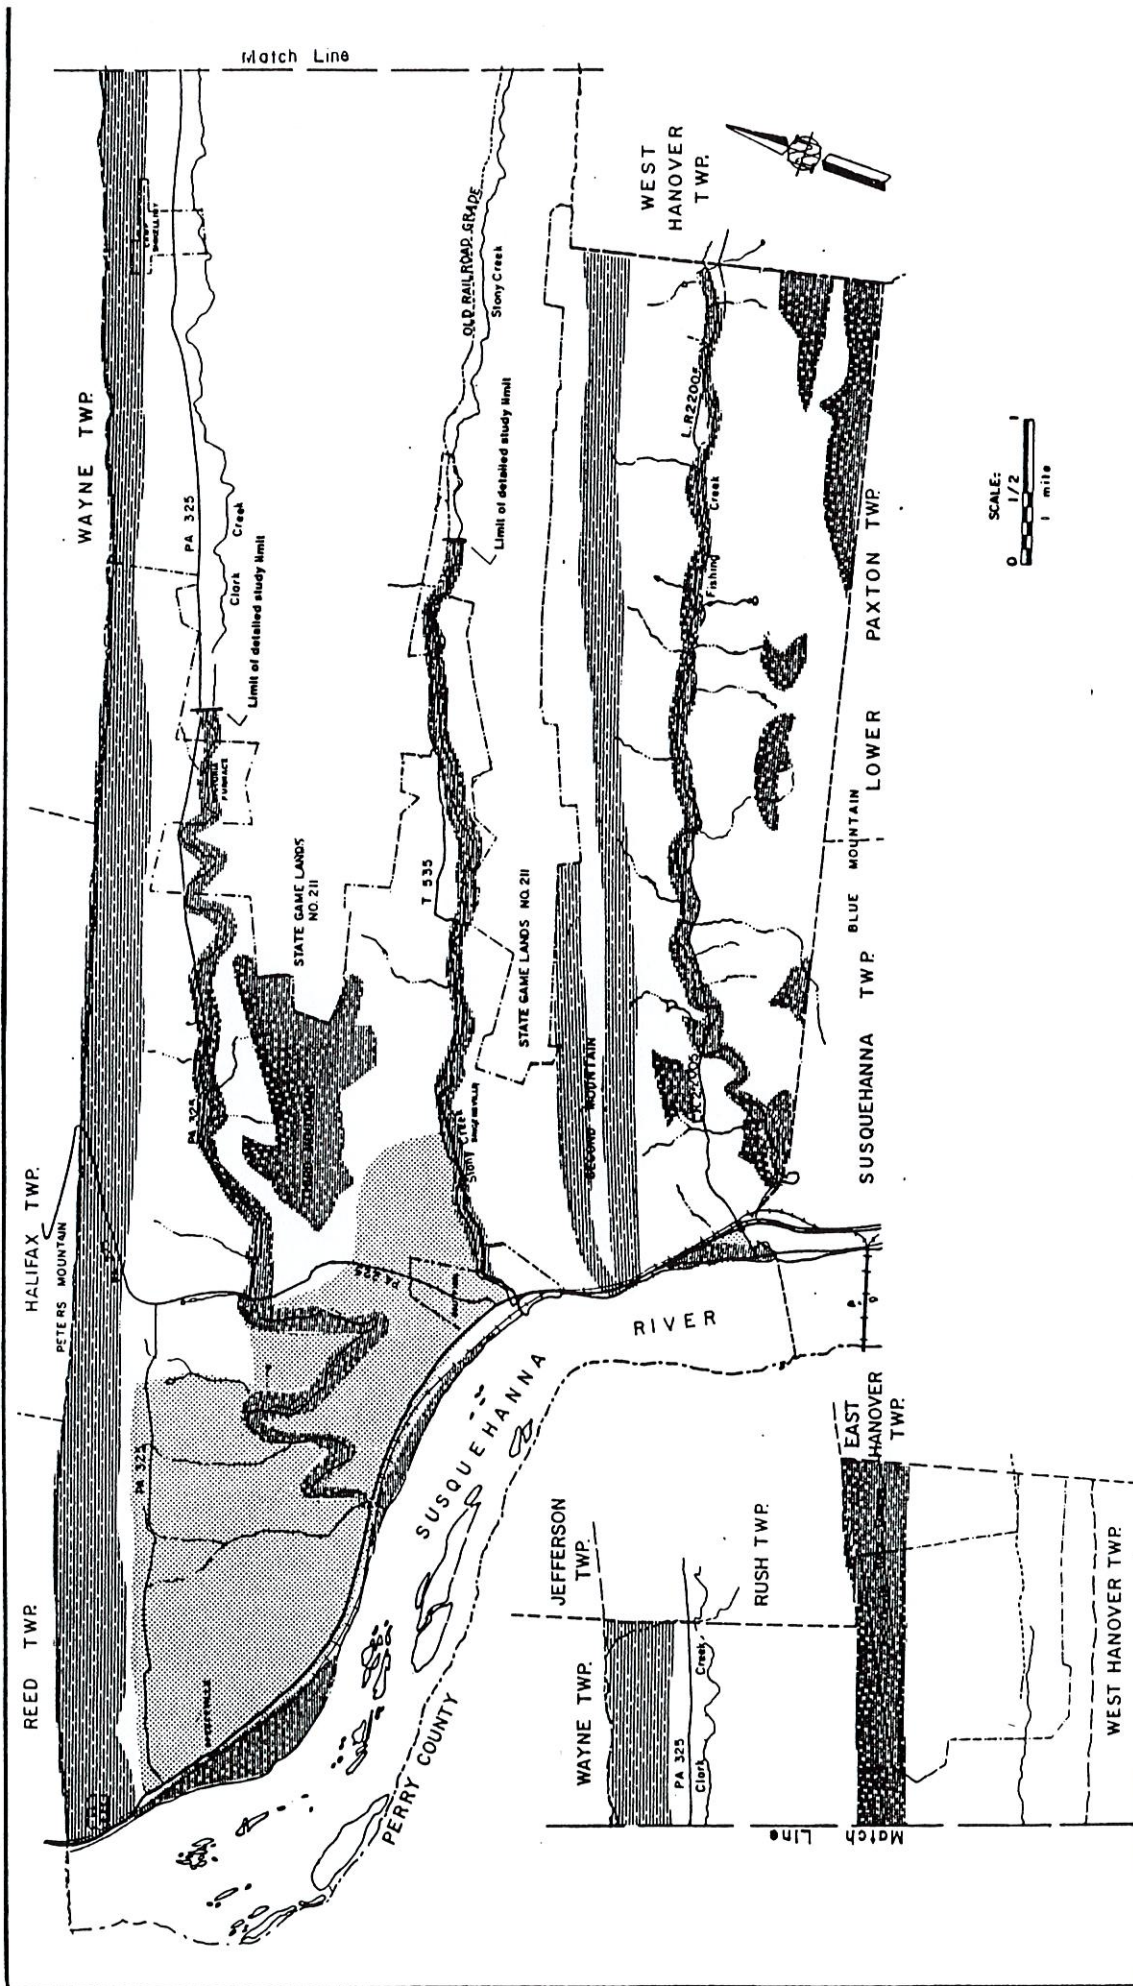 Match Line
WEST
HANOVER
TWP.
WAYNE TWP.
OLD RAILROAD GRADE
Stony Creek
PA 325
Clark Creek
Limit of detailed study limit
Limit of detailed study limit
L.R.22005
Fishing Creek
SCALE:
0 1/2 1
1 mile
FURNACE
LOWER PAXTON TWP.
STATE GAME LANDS
NO. 211
T 535
STATE GAME LANDS NO. 211
BLUE MOUNTAIN
SUSQUEHANNA TWP.
HALIFAX TWP.
PETERS MOUNTAIN
PA 325
Stony Creek
SECOND MOUNTAIN
PA 225
RIVER
SUSQUEHANNA
REED TWP.
PA 325
PERRY COUNTY
JEFFERSON
TWP.
RUSH TWP.
EAST
HANOVER
TWP.
WAYNE TWP.
PA 325
Clark Creek
WEST HANOVER TWP.
Match Line